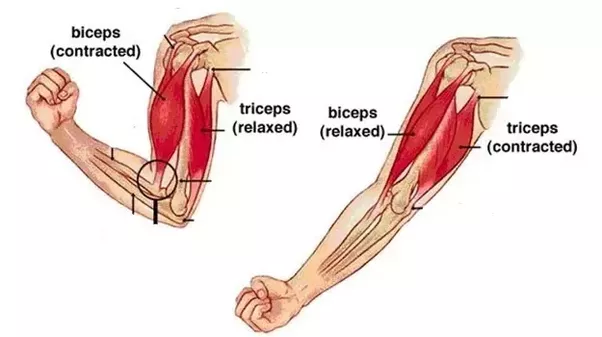 biceps
(contracted)
triceps
(relaxed)
biceps
(relaxed)
triceps
(contracted)